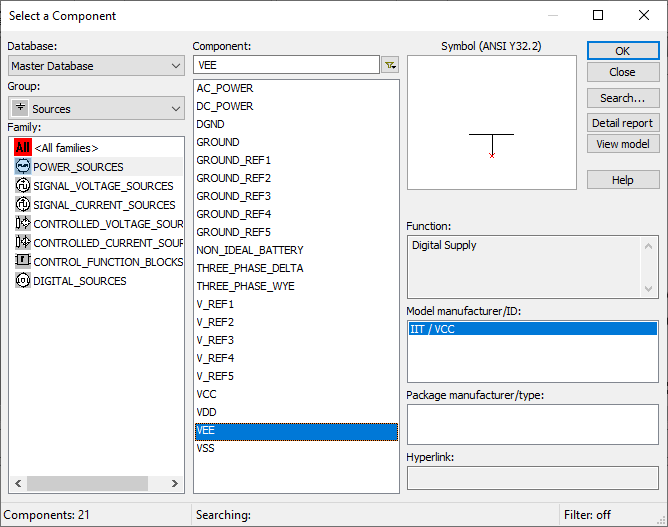 Select a Component
Database:
Master Database
Group:
Sources
Family:
All <All families>
POWER_SOURCES
SIGNAL_VOLTAGE_SOURCES
SIGNAL_CURRENT_SOURCES
CONTROLLED_VOLTAGE_SOUR
CONTROLLED_CURRENT_SOUR
CONTROL_FUNCTION_BLOCKS
DIGITAL_SOURCES
Component:
VEE
AC_POWER
DC_POWER
DGND
GROUND
GROUND_REF1
GROUND_REF2
GROUND_REF3
GROUND_REF4
GROUND_REF5
NON_IDEAL_BATTERY
THREE_PHASE_DELTA
THREE_PHASE_WYE
V_REF1
V_REF2
V_REF3
V_REF4
V_REF5
VCC
VDD
VEE
VSS
Symbol (ANSI Y32.2)
Function:
Digital Supply
Model manufacturer/ID:
IIT / VCC
Package manufacturer/type:
Hyperlink:
OK
Close
Search...
Detail report
View model
Help
Components: 21
Searching:
Filter: off